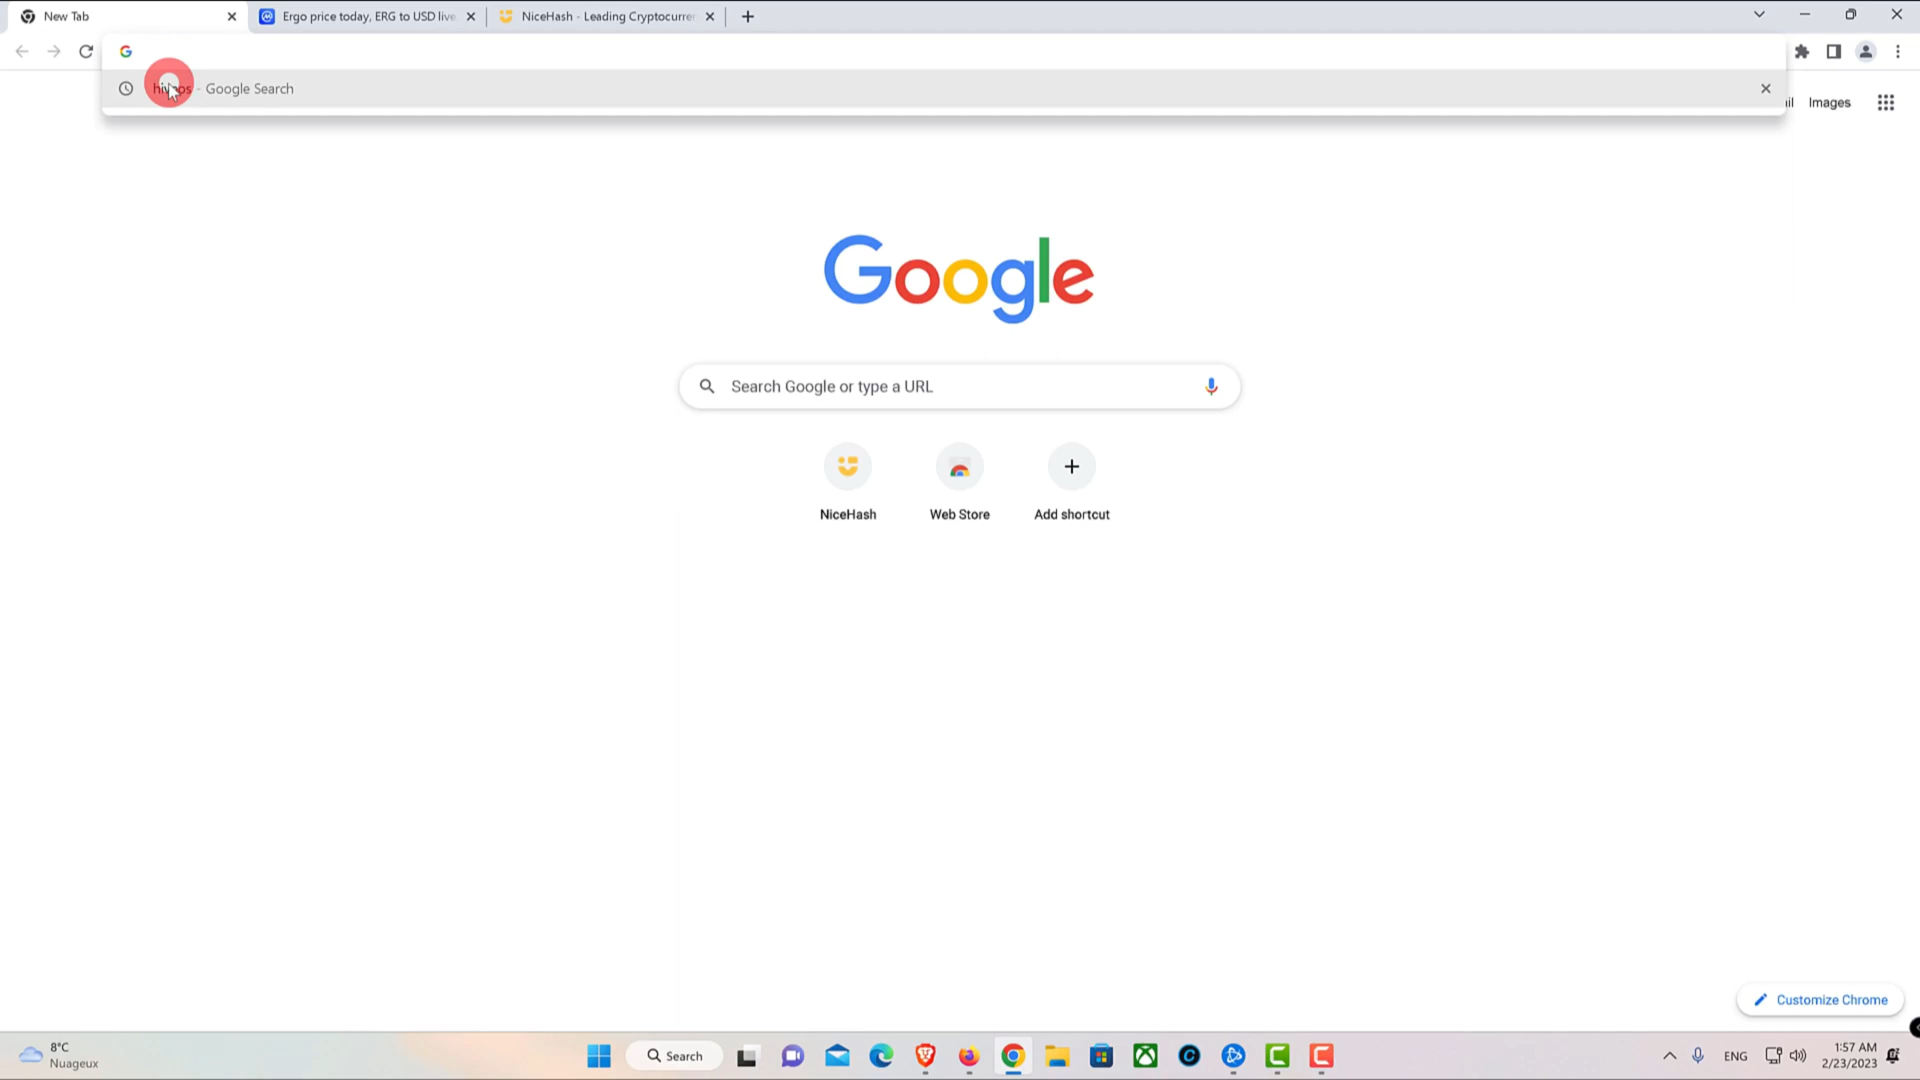 New Tab
Ergo price today, ERG to USD live
NiceHash - Leading Cryptocurre
- Google Search
Images
Google
Search Google or type a URL
NiceHash
Web Store
Add shortcut
Customize Chrome
8°C
Nuageux
Search
ENG
1:57 AM
2/23/2023